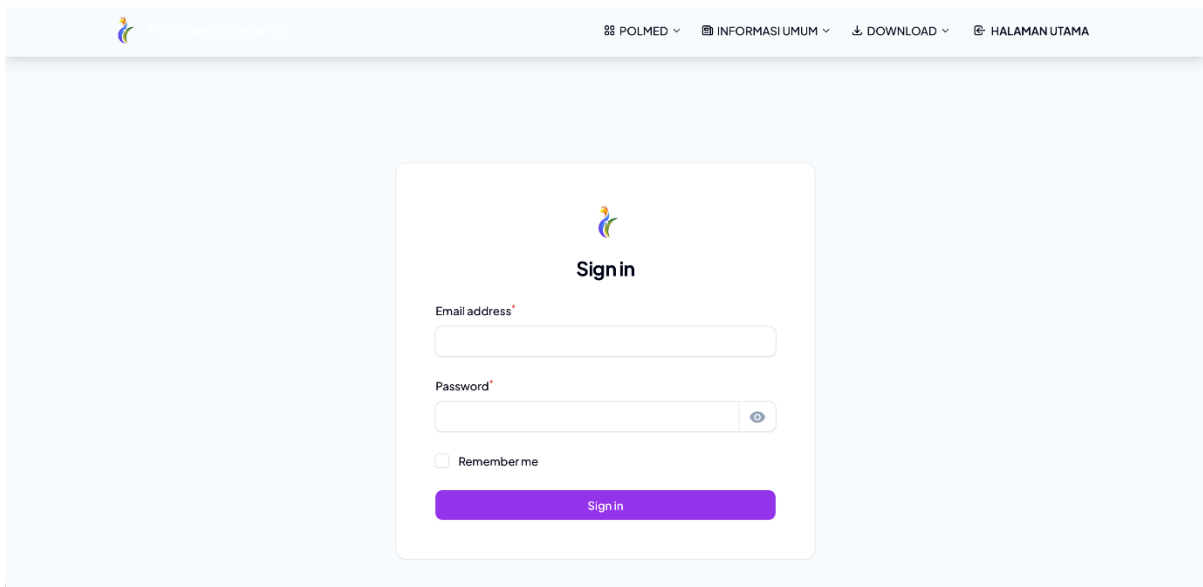 POLMED
INFORMASI UMUM
DOWNLOAD
HALAMAN UTAMA
Sign in
Email address*
Password*
Remember me
Sign in